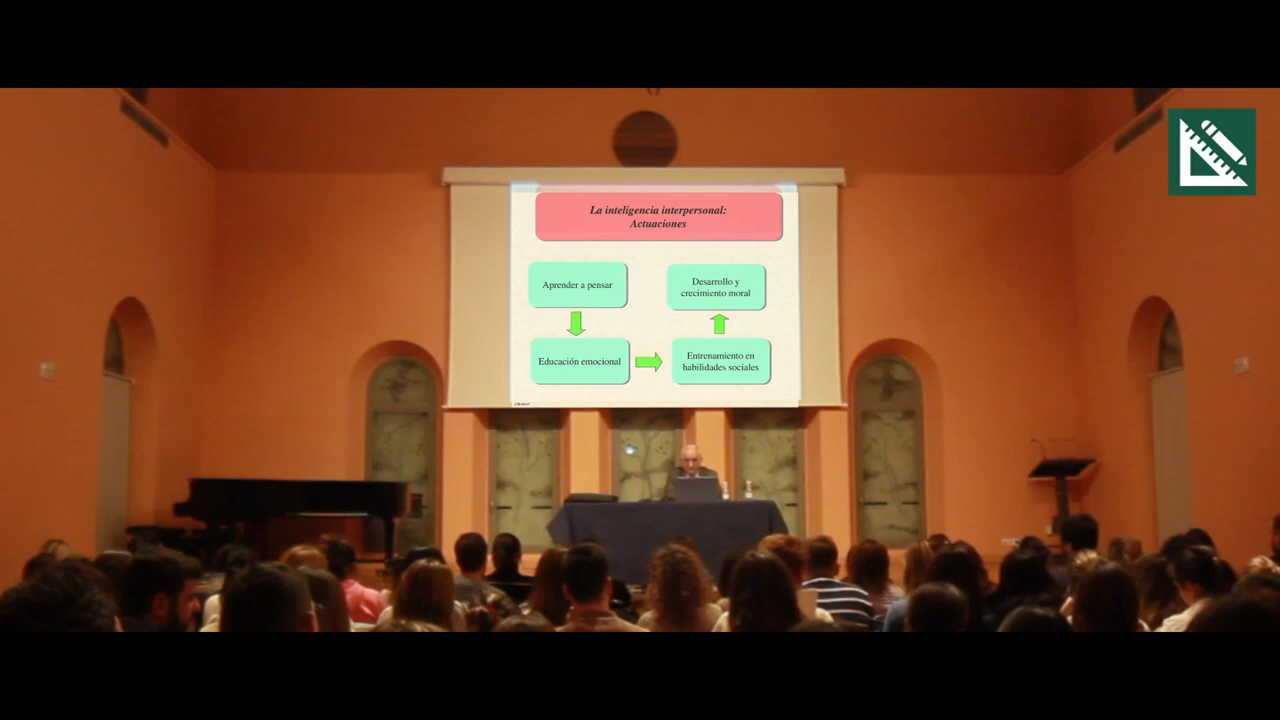 La inteligencia interpersonal:
Actuaciones
Aprender a pensar
Desarrollo y
crecimiento moral
Educación emocional
Entrenamiento en
habilidades sociales